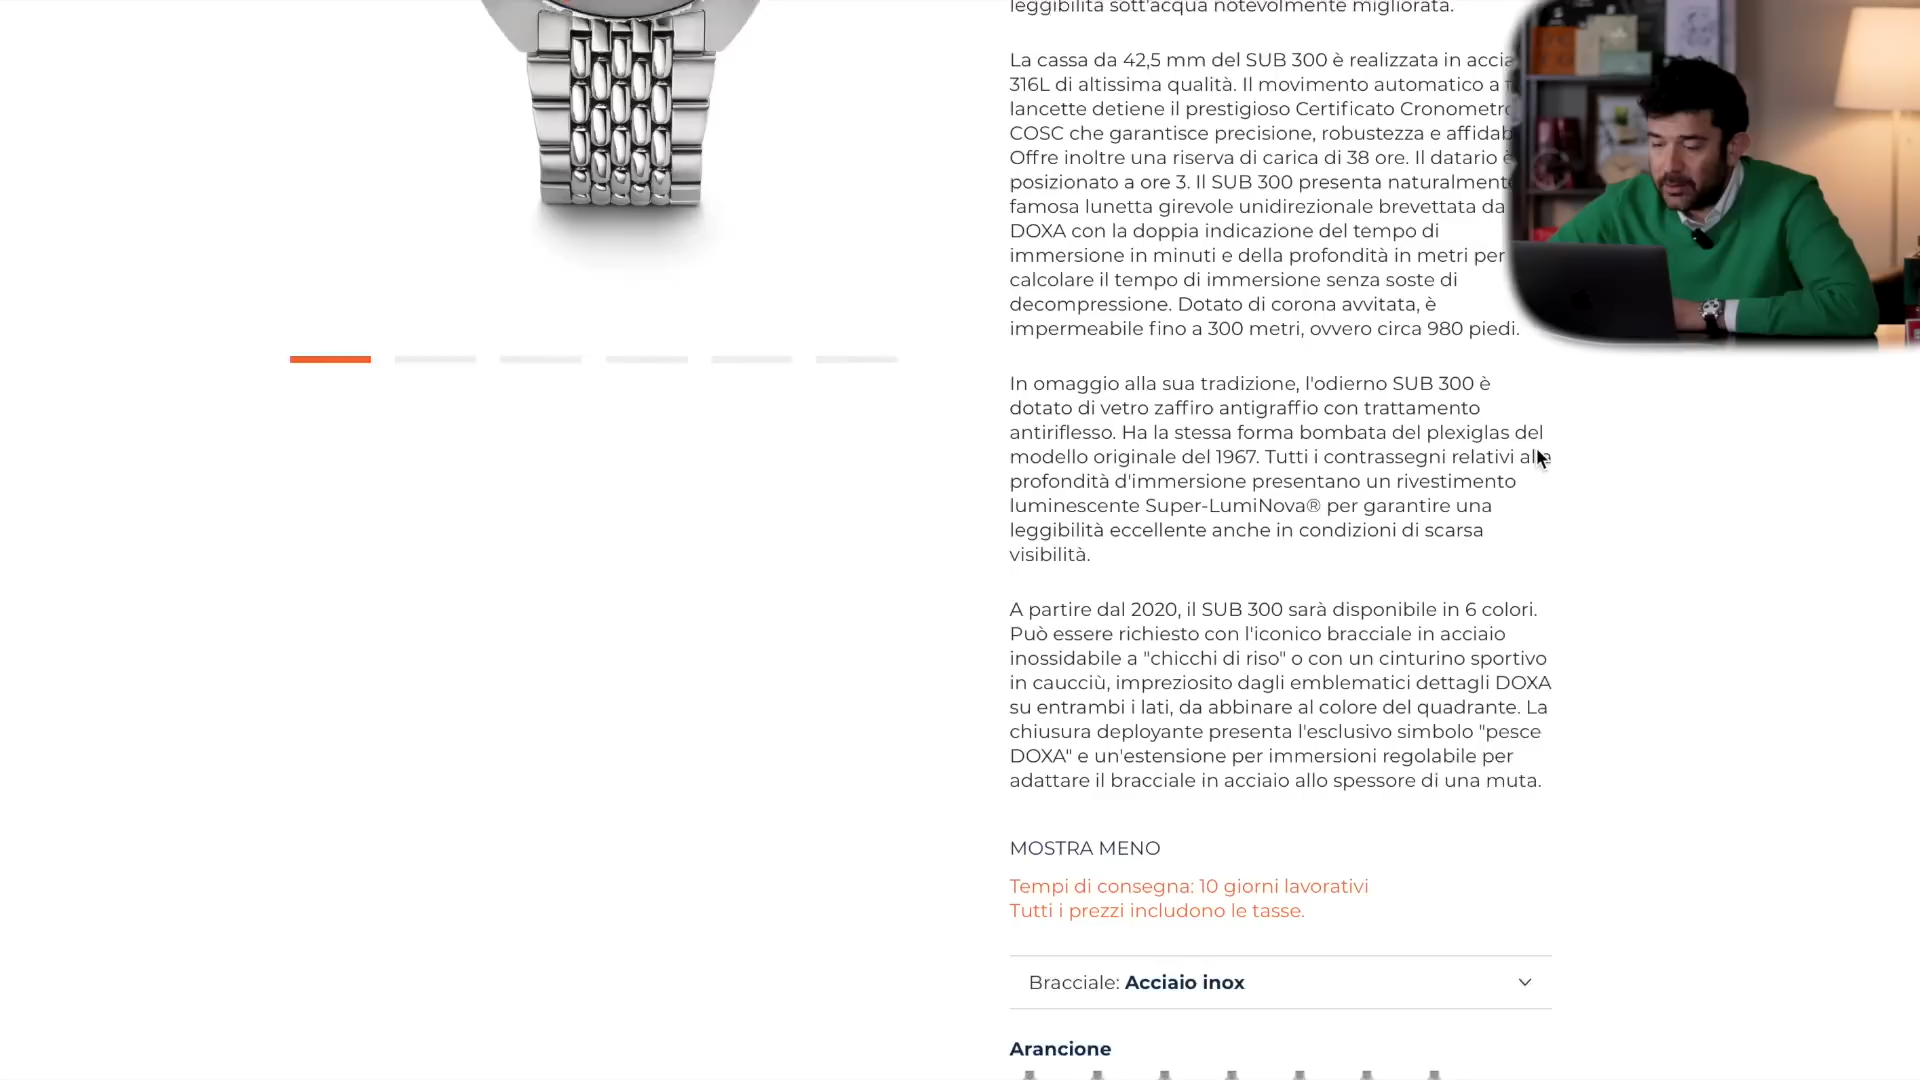 leggibilità sott'acqua notevolmente migliorata.
La cassa da 42,5 mm del SUB 300 è realizzata in
316L di altissima qualità. Il movimento automatico a
lancette detiene il prestigioso Certificato
COSC che garantisce precisione, robustezza e
Offre inoltre una riserva di carica di 38 ore. Il datario è
posizionato a ore 3. Il SUB 300 presenta naturalmente
famosa lunetta girevole unidirezionale brevettata da
DOXA con la doppia indicazione del tempo di
immersione in minuti e della profondità in metri per
calcolare il tempo di immersione senza soste di
decompressione. Dotato di corona avvitata, è
impermeabile fino a 300 metri, ovvero circa 980 piedi.
In omaggio alla sua tradizione, l'odierno SUB 300 è
dotato di vetro zaffiro antigraffio con trattamento
antiriflesso. Ha la stessa forma bombata del plexiglas del
modello originale del 1967. Tutti i contrassegni relativi alle
profondità d'immersione presentano un rivestimento
luminescente Super-LumiNova® per garantire una
leggibilità eccellente anche in condizioni di scarsa
visibilità.
A partire dal 2020, il SUB 300 sarà disponibile in 6 colori.
Può essere richiesto con l'iconico bracciale in acciaio
inossidabile a "chicchi di riso" o con un cinturino sportivo
in caucciù, impreziosito dagli emblematici dettagli DOXA
su entrambi i lati, da abbinare al colore del quadrante. La
chiusura deployante presenta l'esclusivo simbolo "pesce
DOXA" e un'estensione per immersioni regolabile per
adattare il bracciale in acciaio allo spessore di una muta.
MOSTRA MENO
Tempi di consegna: 10 giorni lavorativi
Tutti i prezzi includono le tasse.
Bracciale: Acciaio inox
Arancione